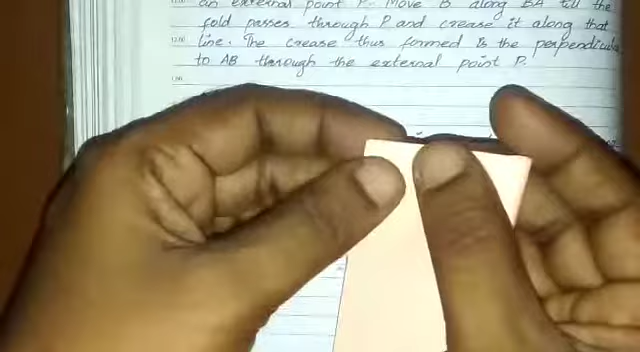 an external point P. Move B along BA till the
fold passes through P and crease it along that
line. The crease thus formed is the perpendicular
to AB through the external point P.